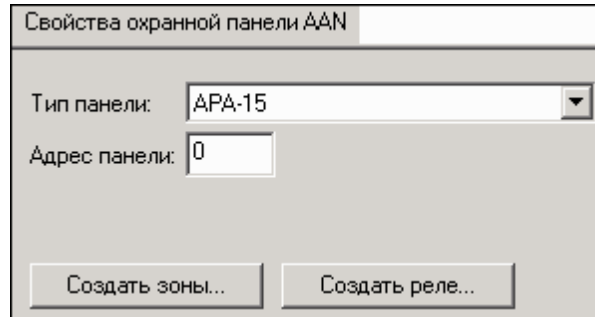 Свойства охранной панели AAN
Тип панели: APA-15
Адрес панели: 0
Создать зоны... Создать реле...